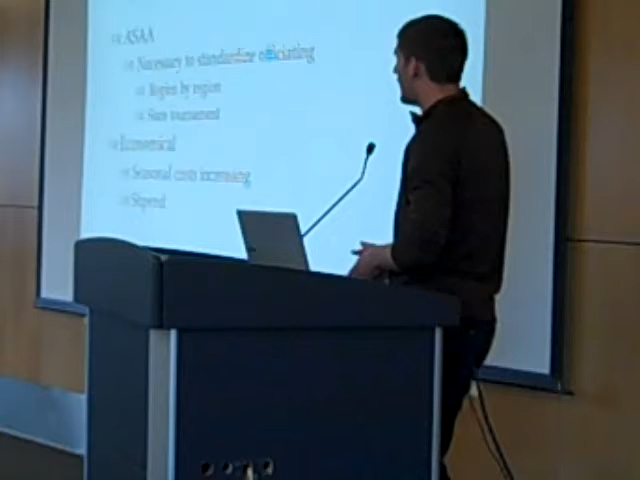 ASAA
Necessary to standardize officiating
Region by region
State tournament
Economical
Seasonal costs increasing
Stipend